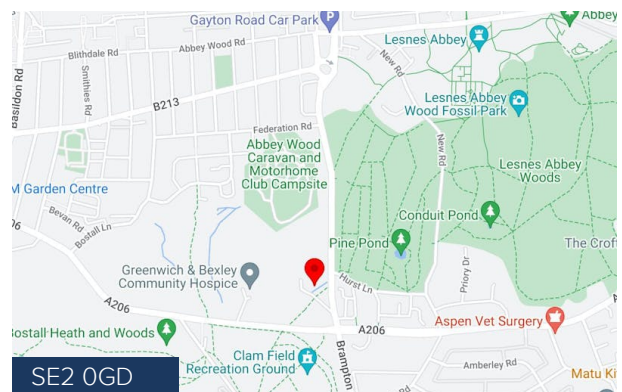 Gayton Road Car Park
P
Abbey
Abbey Wood Rd
Lesnes Abbey
Blithdale Rd
New Rd
Smithies Rd
Basildon Rd
B213
Lesnes Abbey
Wood Fossil Park
Federation Rd
New Rd
Abbey Wood
Caravan and
Motorhome
Club Campsite
Lesnes Abbey
Woods
M Garden Centre
Bevan Rd
Bostall Ln
Conduit Pond
06
Pine Pond
The Croft
Greenwich & Bexley
Community Hospice
Hurst Ln
Priory Dr
A206
Bostall Heath and Woods
A206
Aspen Vet Surgery
A
Clam Field
Recreation Ground
Brampton
Amberley Rd
SE2 0GD
Matu Ki